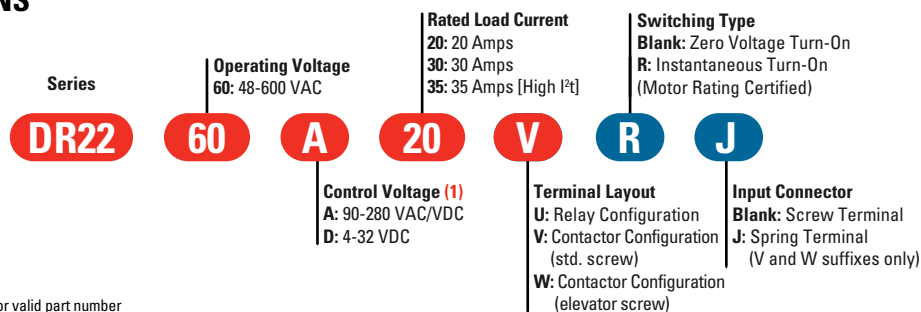 NS
Series
Operating Voltage
60: 48-600 VAC
Rated Load Current
20: 20 Amps
30: 30 Amps
35: 35 Amps [High I²t]
Switching Type
Blank: Zero Voltage Turn-On
R: Instantaneous Turn-On
(Motor Rating Certified)
DR22 60 A 20 V R J
Control Voltage (1)
A: 90-280 VAC/VDC
D: 4-32 VDC
Terminal Layout
U: Relay Configuration
V: Contactor Configuration
(std. screw)
W: Contactor Configuration
(elevator screw)
Input Connector
Blank: Screw Terminal
J: Spring Terminal
(V and W suffixes only)
or valid part number